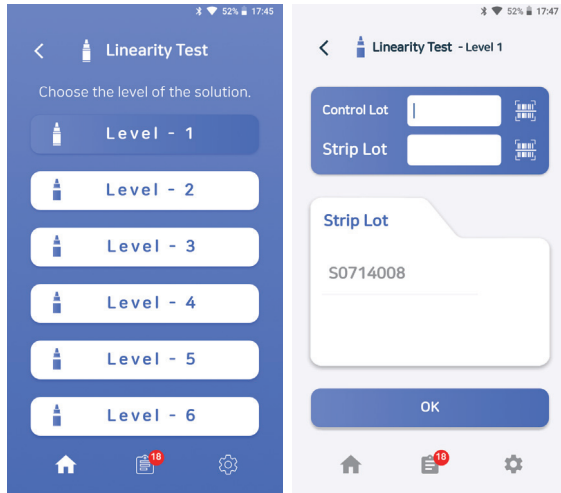 52% 17:45
Linearity Test
Choose the level of the solution.
Level - 1
Level - 2
Level - 3
Level - 4
Level - 5
Level - 6
18
52% 17:47
Linearity Test - Level 1
Control Lot
Strip Lot
Strip Lot
S0714008
OK
18